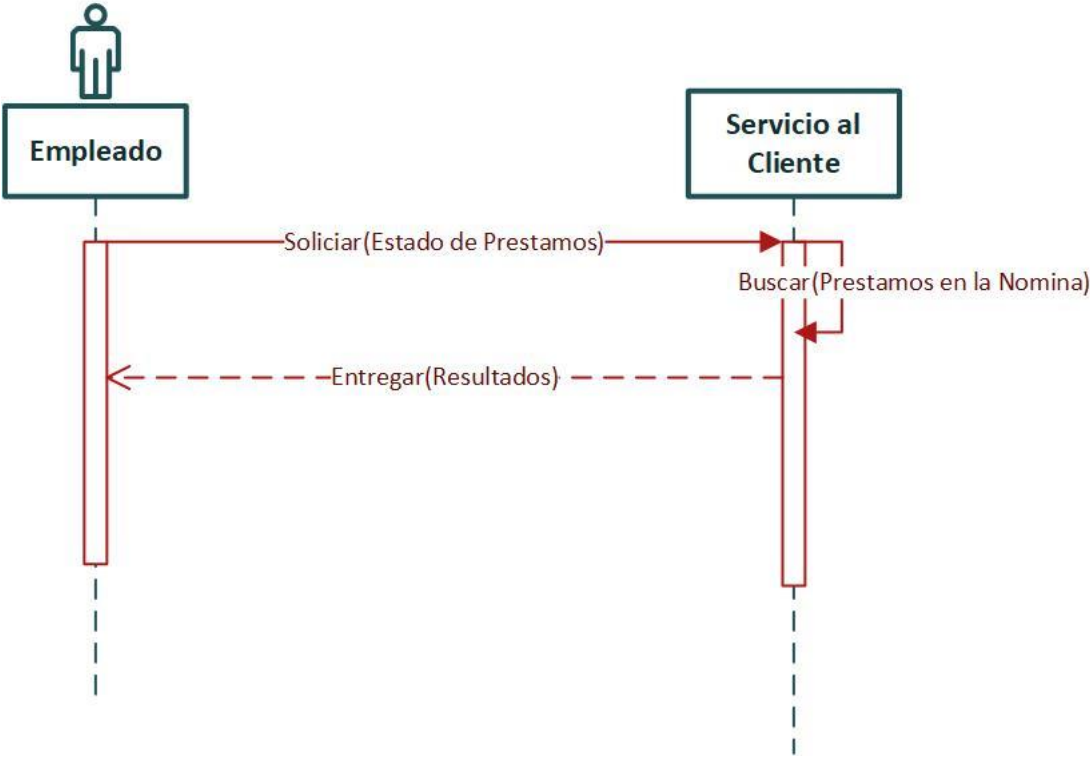 Empleado
Servicio al
Cliente
Soliciar(Estado de Prestamos)
Buscar(Prestamos en la Nomina)
Entregar(Resultados)